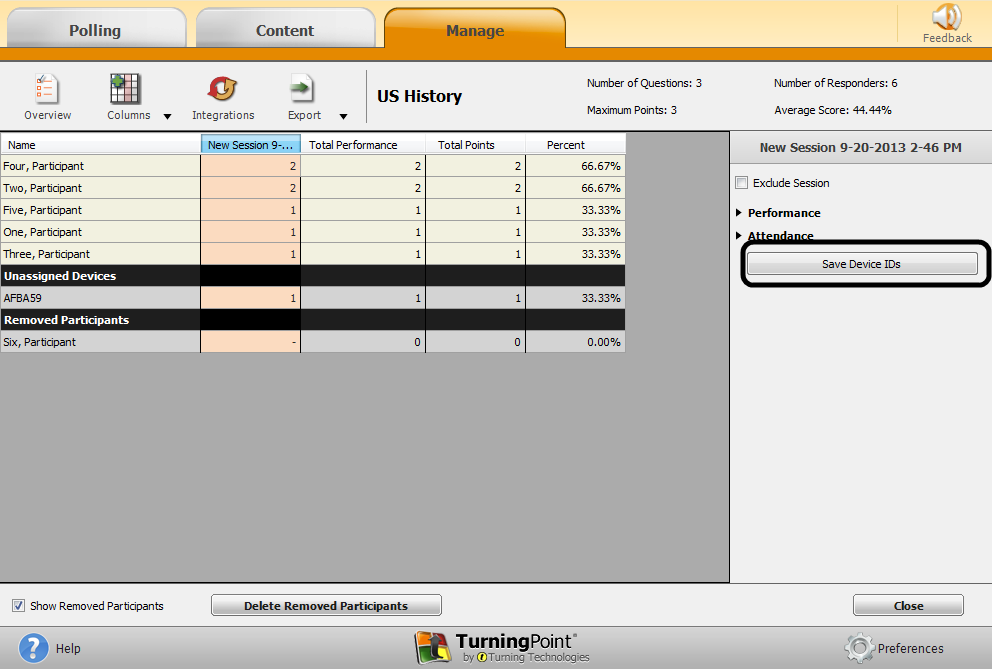 Polling
Content
Manage
Feedback
Overview
Columns
Integrations
Export
US History
Number of Questions: 3
Number of Responders: 6
Maximum Points: 3
Average Score: 44.44%
Name New Session 9-... Total Performance Total Points Percent
Four, Participant 2 2 2 66.67%
Two, Participant 2 2 2 66.67%
Five, Participant 1 1 1 33.33%
One, Participant 1 1 1 33.33%
Three, Participant 1 1 1 33.33%
Unassigned Devices
AFBA59 1 1 1 33.33%
Removed Participants
Six, Participant - 0 0 0.00%
New Session 9-20-2013 2-46 PM
Exclude Session
Performance
Attendance
Save Device IDs
Show Removed Participants
Delete Removed Participants
Close
? Help
TurningPoint®
by Turning Technologies
Preferences